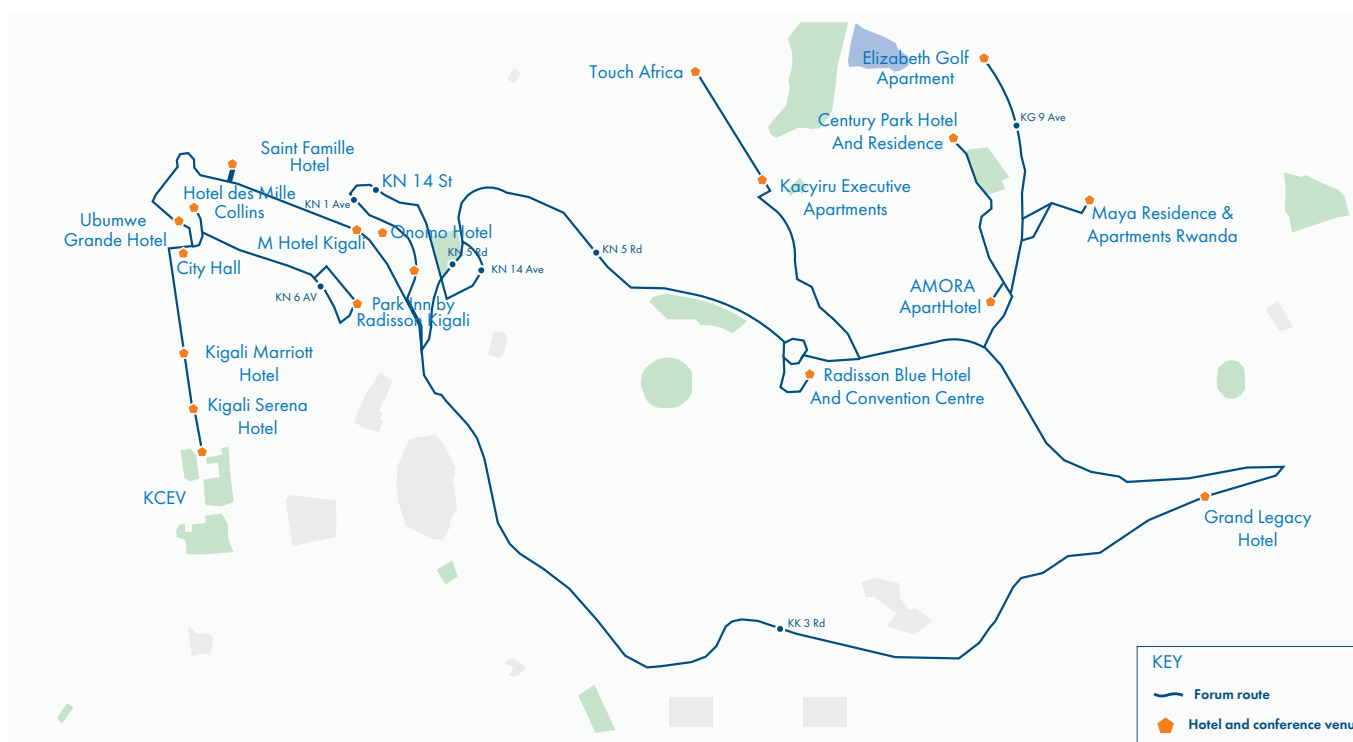 Elizabeth Golf
Apartment
Touch Africa
KG 9 Ave
Century Park Hotel
And Residence
Saint Famille
Hotel
KN 14 St
Kacyiru Executive
Apartments
Hotel des Mille
Collins
KN 1 Ave
Maya Residence &
Apartments Rwanda
Ubumwe
Grande Hotel
M Hotel Kigali
Onomo Hotel
KN 5 Rd
KN 5 Rd
KN 14 Ave
City Hall
KN 6 AV
AMORA
ApartHotel
Park Inn by
Radisson Kigali
Kigali Marriott
Hotel
Radisson Blue Hotel
And Convention Centre
Kigali Serena
Hotel
KCEV
Grand Legacy
Hotel
KK 3 Rd
KEY
Forum route
Hotel and conference venu